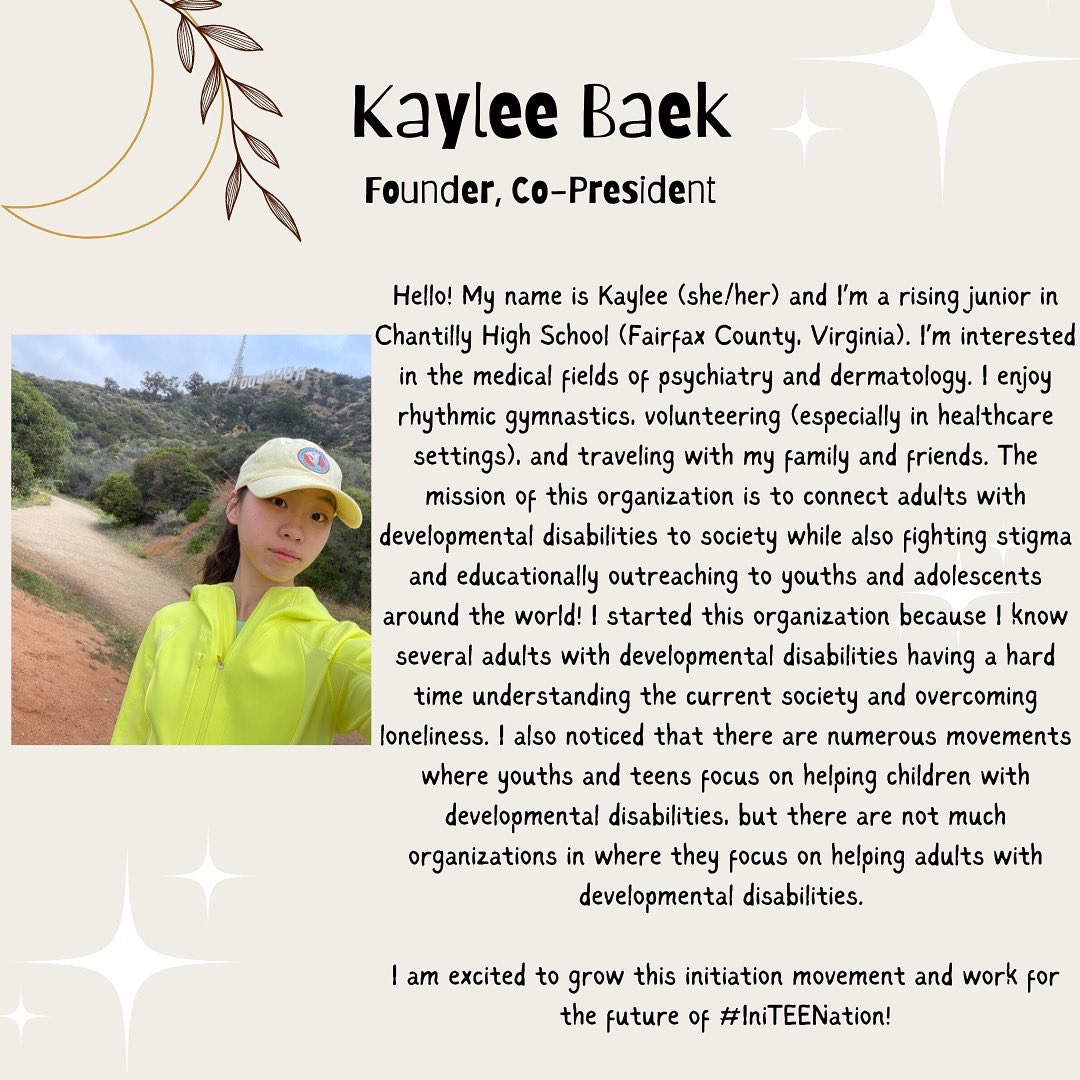 Kaylee Baek
Founder, Co-President
Hello! My name is Kaylee (she/her) and I'm a rising junior in
Chantilly High School (Fairfax County, Virginia). I'm interested
in the medical fields of psychiatry and dermatology. I enjoy
rhythmic gymnastics, volunteering (especially in healthcare
settings), and traveling with my family and friends. The
mission of this organization is to connect adults with
developmental disabilities to society while also fighting stigma
and educationally outreaching to youths and adolescents
around the world! I started this organization because I know
several adults with developmental disabilities having a hard
time understanding the current society and overcoming
loneliness. I also noticed that there are numerous movements
where youths and teens focus on helping children with
developmental disabilities, but there are not much
organizations in where they focus on helping adults with
developmental disabilities.
I am excited to grow this initiation movement and work for
the future of #IniTEENation!